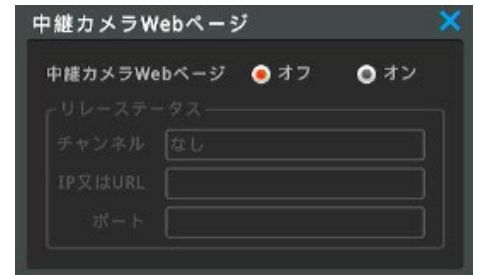 中継カメラWebページ
中継カメラWebページ オフ オン
リレーステータス
チャンネル なし
IP又はURL
ポート